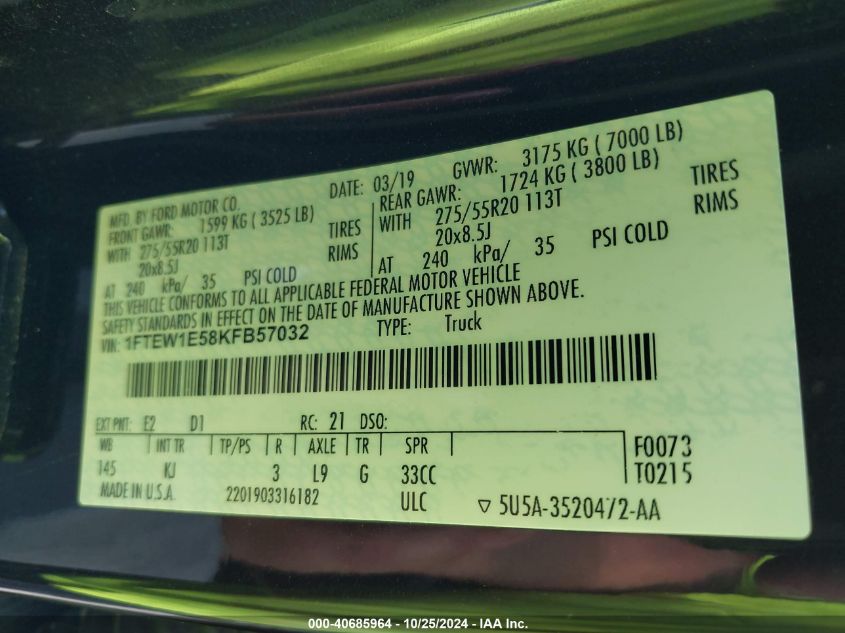 MFD. BY FORD MOTOR CO. DATE: 03/19 GVWR: 3175 KG ( 7000 LB)
FRONT GAWR: 1599 KG ( 3525 LB) REAR GAWR: 1724 KG ( 3800 LB)
WITH 275/55R20 113T TIRES WITH 275/55R20 113T TIRES
20x8.5J RIMS 20x8.5J RIMS
AT 240 kPa/ 35 PSI COLD AT 240 kPa/ 35 PSI COLD
THIS VEHICLE CONFORMS TO ALL APPLICABLE FEDERAL MOTOR VEHICLE
SAFETY STANDARDS IN EFFECT ON THE DATE OF MANUFACTURE SHOWN ABOVE.
VIN: 1FTEW1E58KFB57032 TYPE: Truck
EXT PNT: E2 D1 RC: 21 DSO:
WB INT TR TP/PS R AXLE TR SPR F0073
145 KJ 3 L9 G 33CC T0215
MADE IN U.S.A. 2201903316182 ULC ▽ 5U5A-3520472-AA
000-40685964 - 10/25/2024 - IAA Inc.